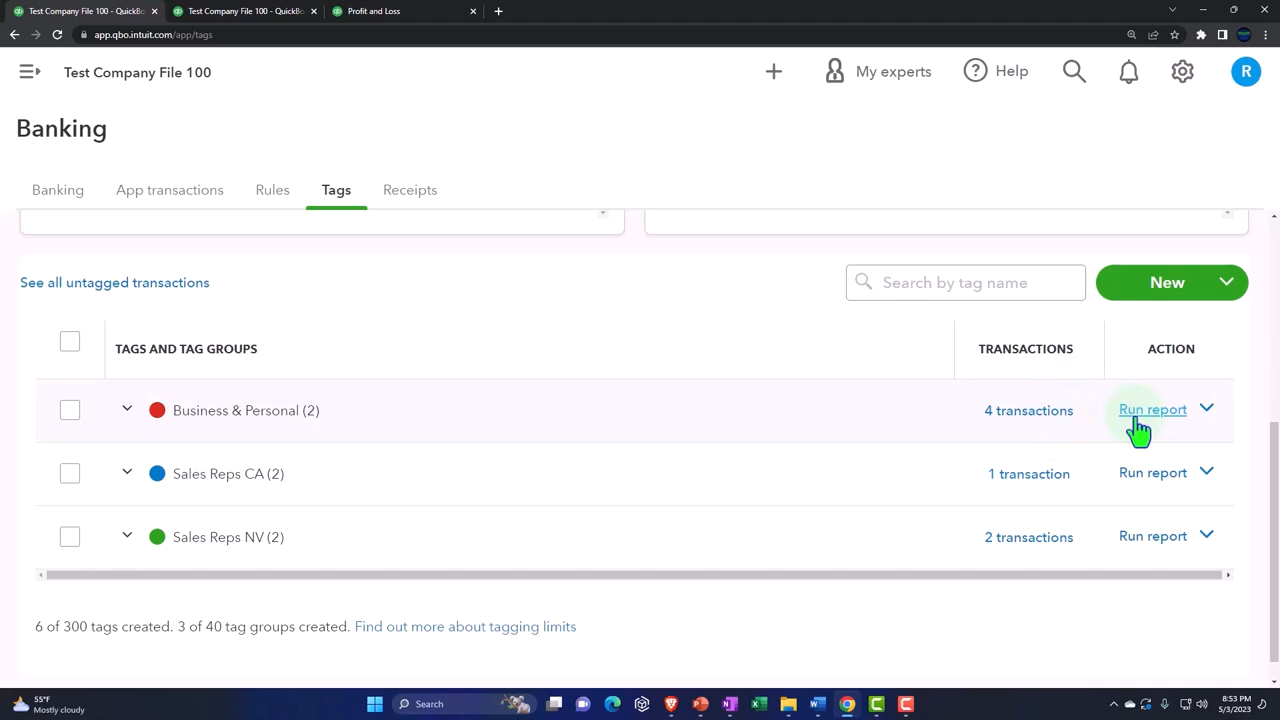 Test Company File 100 - QuickBo
Test Company File 100 - QuickBo
Profit and Loss
app.qbo.intuit.com/app/tags
Test Company File 100
My experts
Help
R
Banking
Banking
App transactions
Rules
Tags
Receipts
See all untagged transactions
Search by tag name
New
TAGS AND TAG GROUPS
TRANSACTIONS
ACTION
Business & Personal (2)
4 transactions
Run report
Sales Reps CA (2)
1 transaction
Run report
Sales Reps NV (2)
2 transactions
Run report
6 of 300 tags created. 3 of 40 tag groups created. Find out more about tagging limits
55°F
Mostly cloudy
Search
8:53 PM
5/3/2023